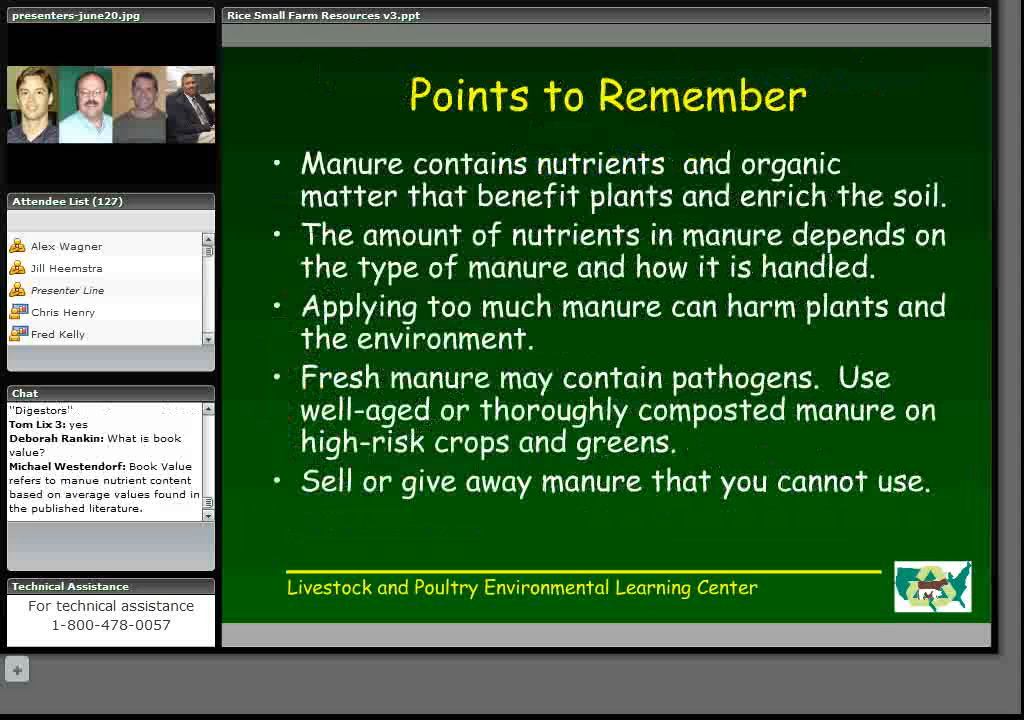 presenters-june20.jpg
Rice Small Farm Resources v3.ppt
Attendee List (127)
Alex Wagner
Jill Heemstra
Presenter Line
Chris Henry
Fred Kelly
Chat
"Digestors"
Tom Lix 3: yes
Deborah Rankin: What is book
value?
Michael Westendorf: Book Value
refers to manue nutrient content
based on average values found in
the published literature.
Technical Assistance
For technical assistance
1-800-478-0057
Points to Remember
• Manure contains nutrients and organic
matter that benefit plants and enrich the soil.
• The amount of nutrients in manure depends on
the type of manure and how it is handled.
• Applying too much manure can harm plants and
the environment.
• Fresh manure may contain pathogens. Use
well-aged or thoroughly composted manure on
high-risk crops and greens.
• Sell or give away manure that you cannot use.
Livestock and Poultry Environmental Learning Center